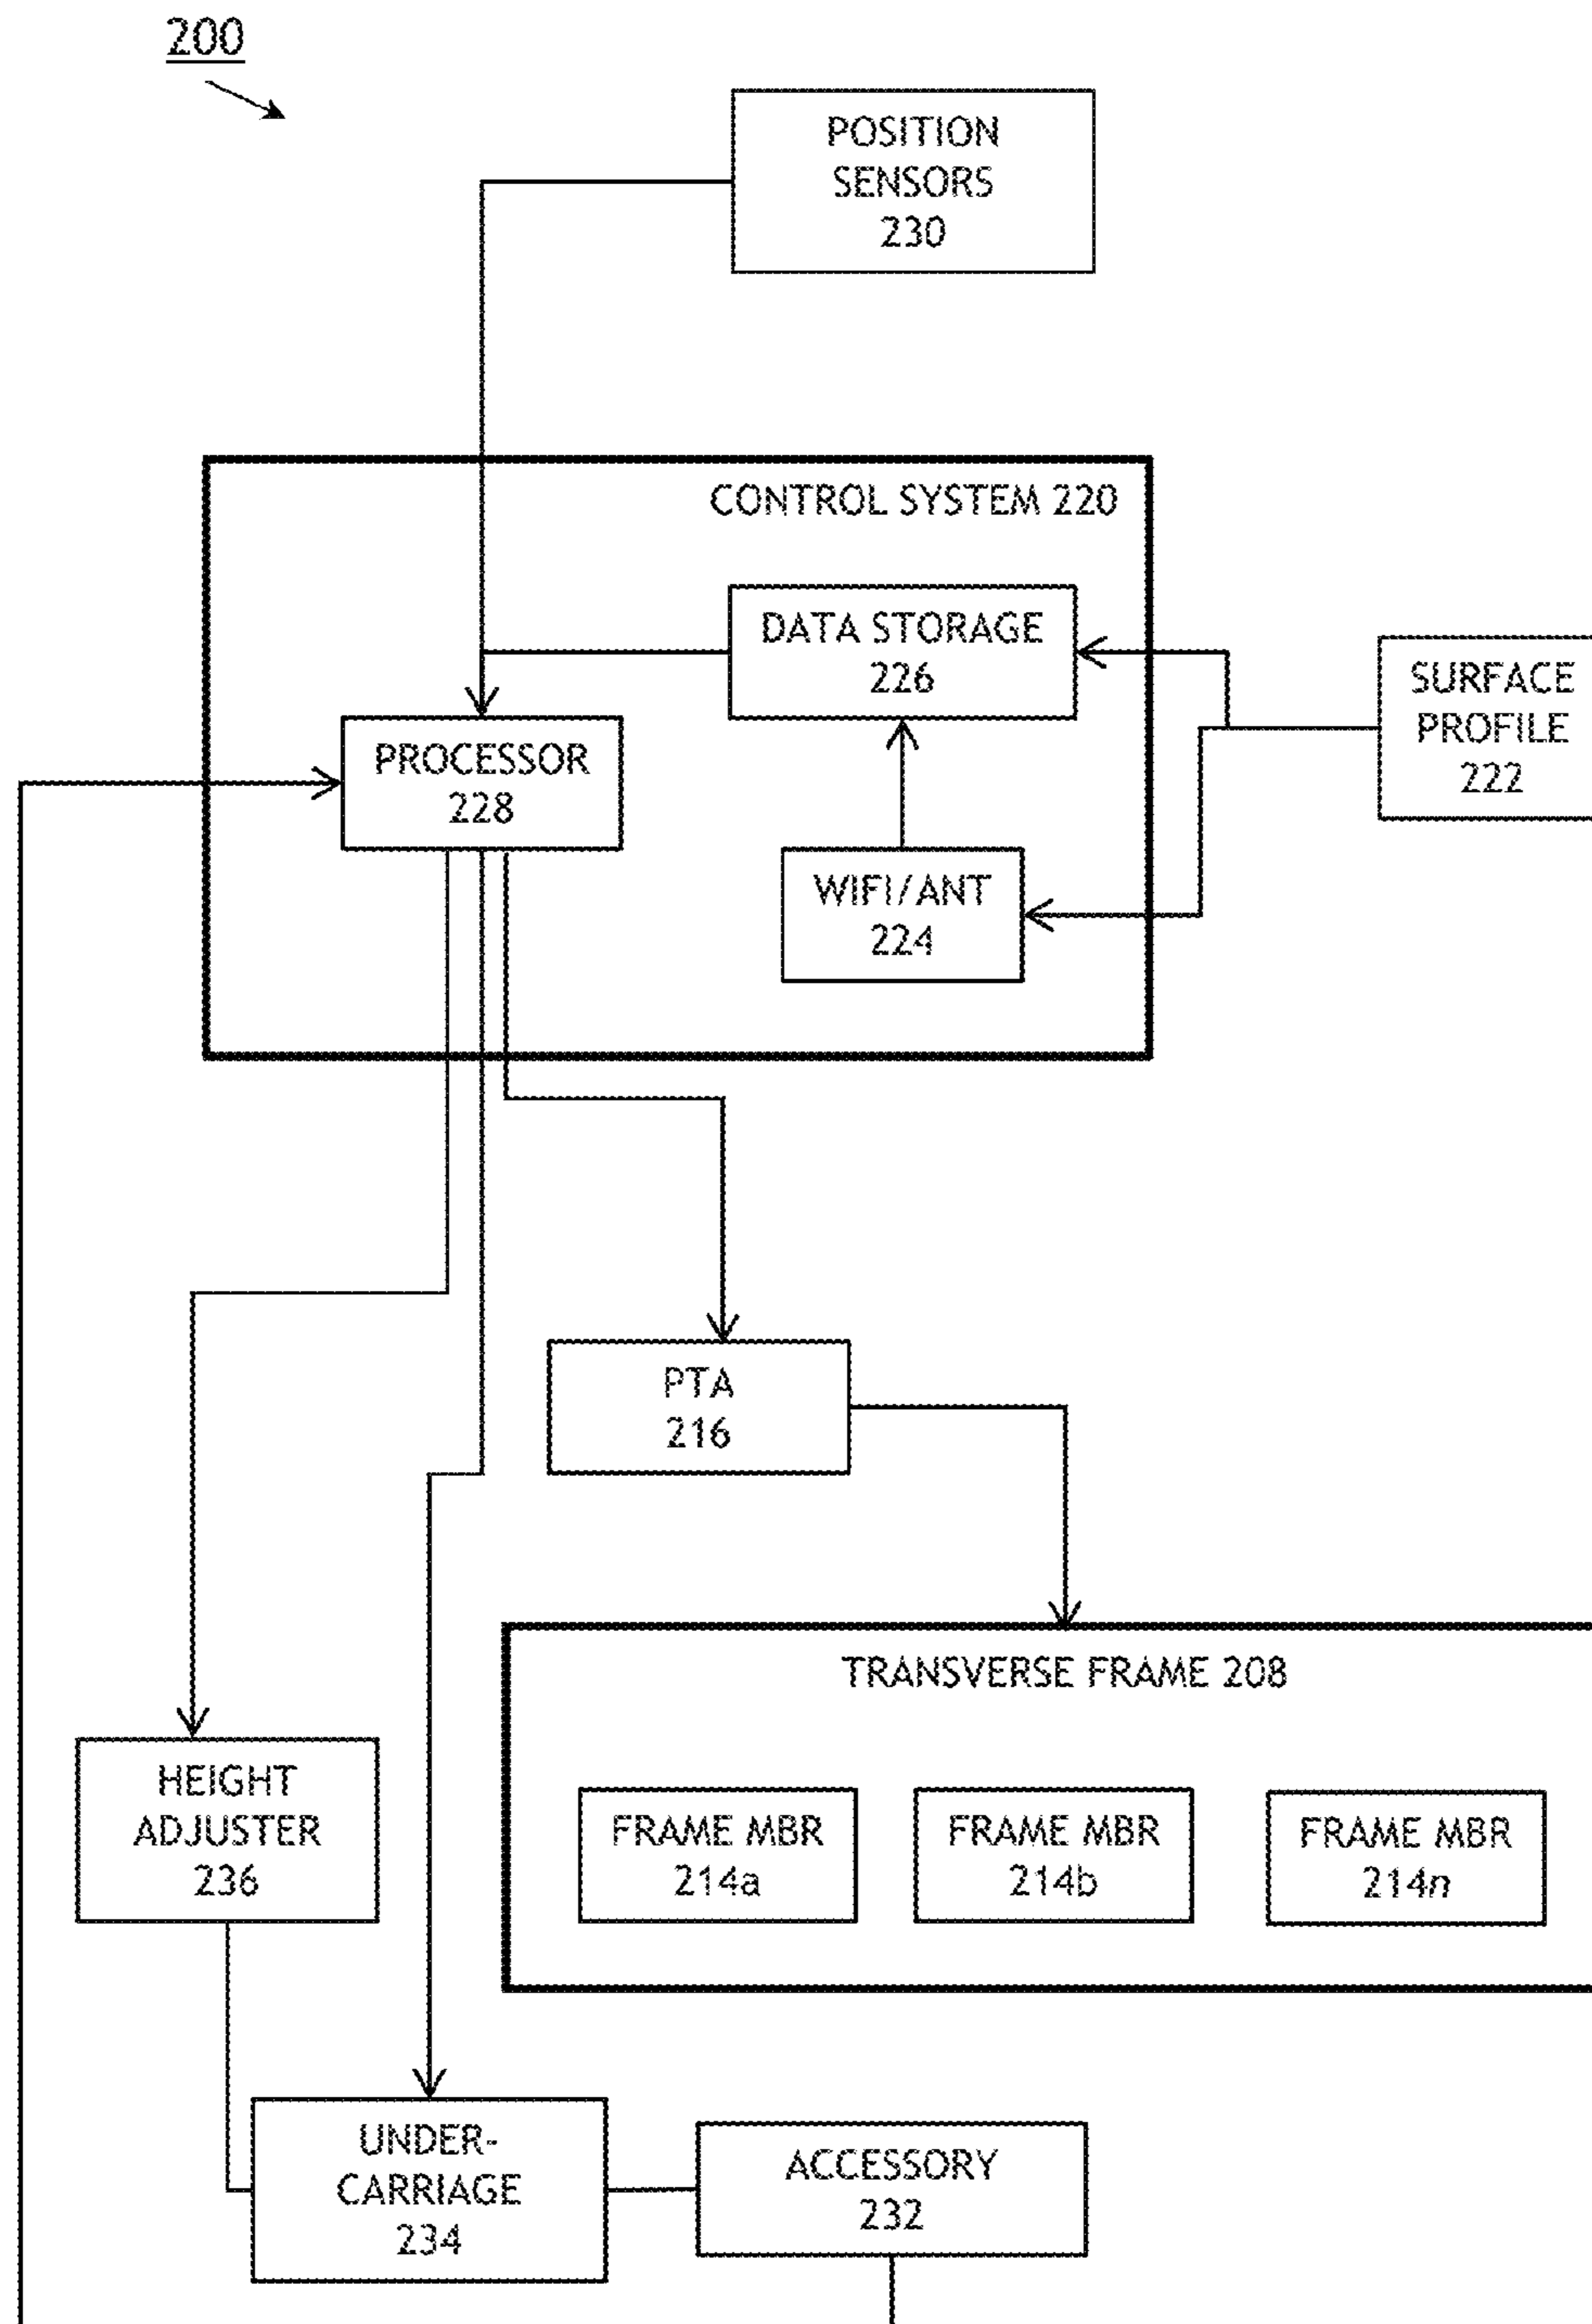 200
POSITION
SENSORS
230
CONTROL SYSTEM 220
DATA STORAGE
226
SURFACE
PROFILE
222
PROCESSOR
228
WIFI/ANT
224
PTA
216
TRANSVERSE FRAME 208
HEIGHT
ADJUSTER
236
FRAME MBR
214a
FRAME MBR
214b
FRAME MBR
214n
UNDER-
CARRIAGE
234
ACCESSORY
232